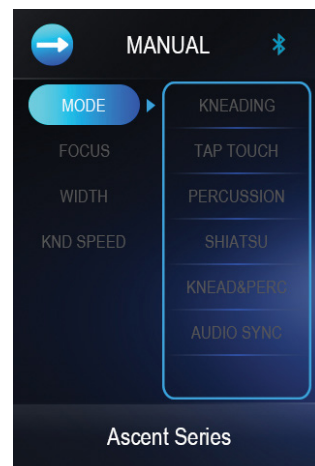 MANUAL
MODE
FOCUS
WIDTH
KND SPEED
KNEADING
TAP TOUCH
PERCUSSION
SHIATSU
KNEAD&PERC
AUDIO SYNC
Ascent Series